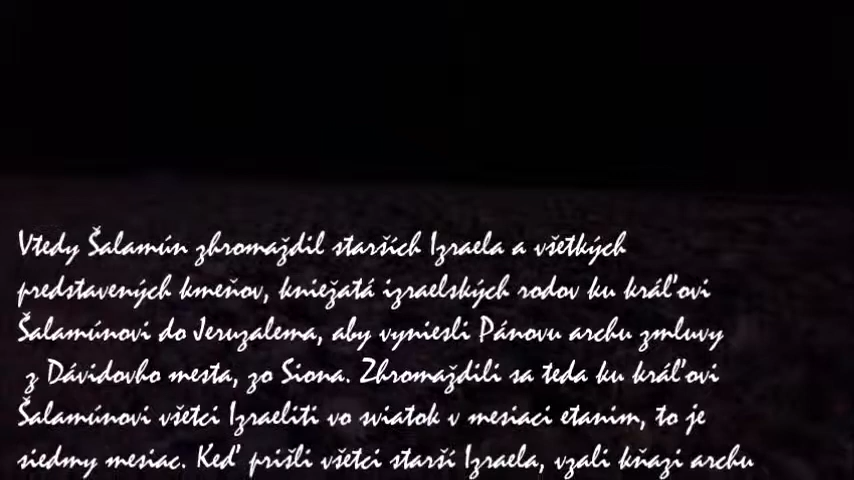 Vtedy Šalamún zhromaždil starších Izraela a všetkých
predstavených kmeňov, kniežatá izraelských rodov ku kráľovi
Šalamúnovi do Jeruzalema, aby vyniesli Pánovu archu zmluvy
z Dávidovho mesta, zo Siona. Zhromaždili sa teda ku kráľovi
Šalamúnovi všetci Izraeliti vo sviatok v mesiaci etanim, to je
siedmy mesiac. Keď prišli všetci starší Izraela, vzali kňazi archu